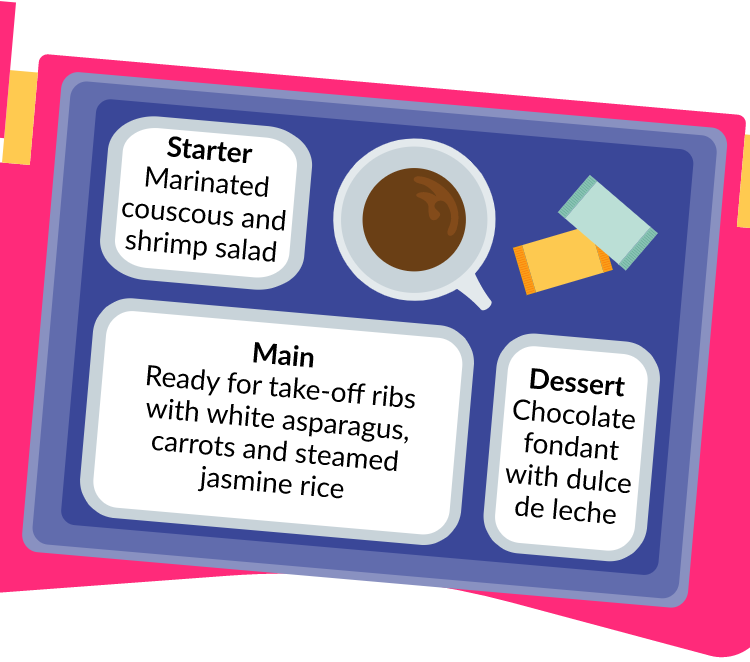 Starter
Marinated
couscous and
shrimp salad
Main
Ready for take-off ribs
with white asparagus,
carrots and steamed
jasmine rice
Dessert
Chocolate
fondant
with dulce
de leche